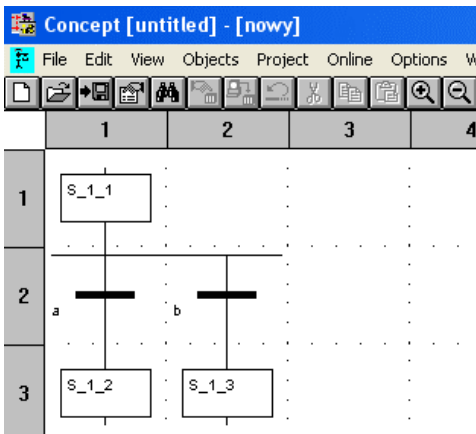 Concept [untitled] - [nowy]
File Edit View Objects Project Online Options
1 2 3 4
1
S_1_1
2
a b
3
S_1_2 S_1_3